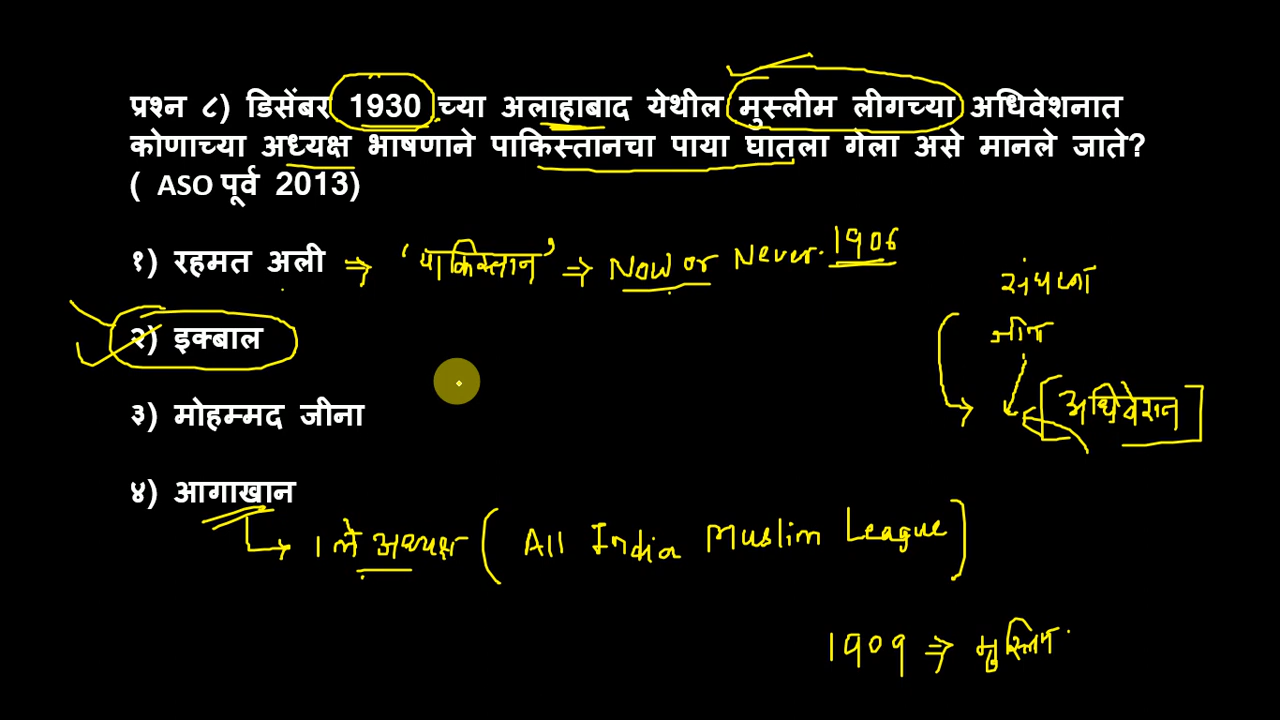 प्रश्न ८) डिसेंबर 1930 च्या अलाहाबाद येथील मुस्लीम लीगच्या अधिवेशनात
कोणाच्या अध्यक्ष भाषणाने पाकिस्तानचा पाया घातला गेला असे मानले जाते?
( ASO पूर्व 2013)
१) रहमत अली ⇒ 'पाकिस्तान' ⇒ Now or Never. 1906
२) इक्बाल
३) मोहम्मद जीना
अधिवेशन
४) आगाखान
1 ले अध्यक्ष (All India Muslim League)
1909 ⇒ मुस्लिम